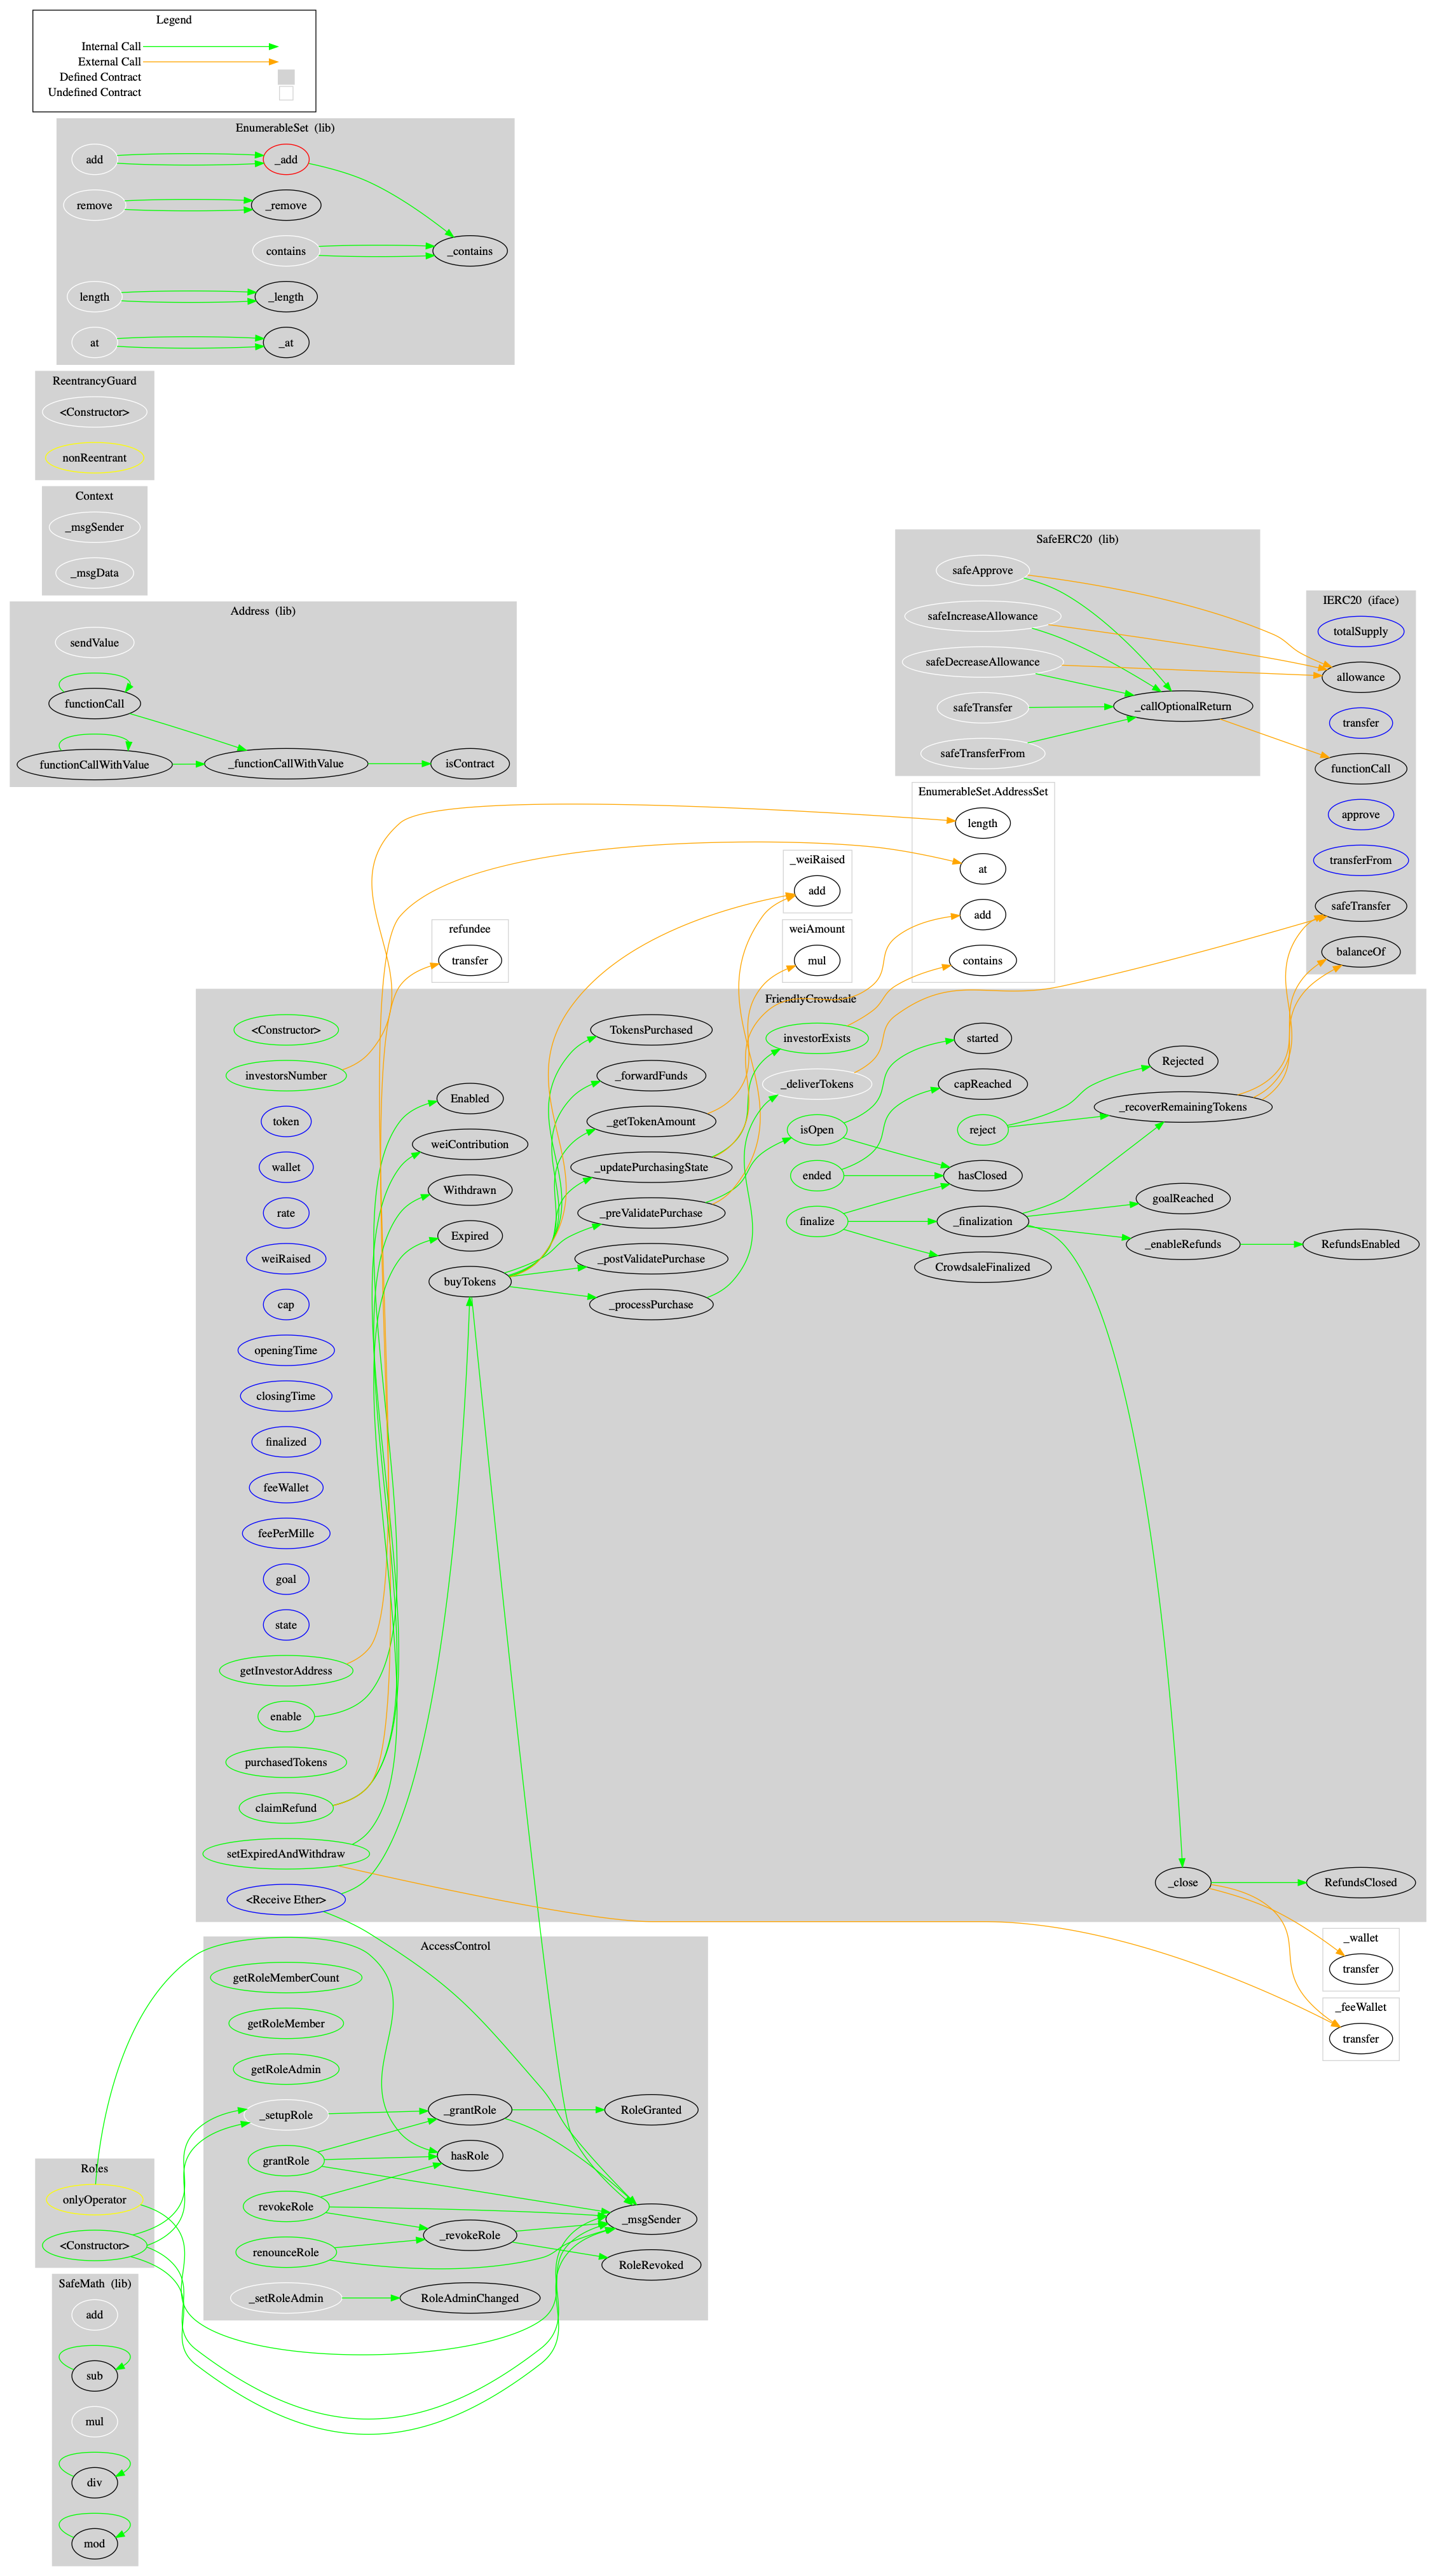 Legend
Internal Call
External Call
Defined Contract
Undefined Contract
EnumerableSet (lib)
add
_add
remove
_remove
contains
_contains
length
_length
at
_at
ReentrancyGuard
<Constructor>
nonReentrant
Context
_msgSender
_msgData
Address (lib)
sendValue
functionCall
functionCallWithValue
_functionCallWithValue
isContract
SafeERC20 (lib)
safeApprove
safeIncreaseAllowance
safeDecreaseAllowance
safeTransfer
safeTransferFrom
_callOptionalReturn
IERC20 (iface)
totalSupply
allowance
transfer
functionCall
approve
transferFrom
safeTransfer
balanceOf
EnumerableSet.AddressSet
length
at
add
contains
_weiRaised
add
weiAmount
mul
refundee
transfer
FriendlyCrowdsale
<Constructor>
investorsNumber
token
wallet
rate
weiRaised
cap
openingTime
closingTime
finalized
feeWallet
feePerMille
goal
state
getInvestorAddress
enable
purchasedTokens
claimRefund
setExpiredAndWithdraw
<Receive Ether>
Enabled
weiContribution
Withdrawn
Expired
buyTokens
TokensPurchased
_forwardFunds
_getTokenAmount
_updatePurchasingState
_preValidatePurchase
_postValidatePurchase
_processPurchase
investorExists
_deliverTokens
isOpen
ended
finalize
started
capReached
reject
hasClosed
_finalization
CrowdsaleFinalized
Rejected
_recoverRemainingTokens
goalReached
_enableRefunds
RefundsEnabled
_close
RefundsClosed
_wallet
transfer
_feeWallet
transfer
AccessControl
getRoleMemberCount
getRoleMember
getRoleAdmin
_setupRole
grantRole
revokeRole
renounceRole
_setRoleAdmin
_grantRole
hasRole
_revokeRole
RoleAdminChanged
RoleGranted
_msgSender
RoleRevoked
Roles
onlyOperator
<Constructor>
SafeMath (lib)
add
sub
mul
div
mod